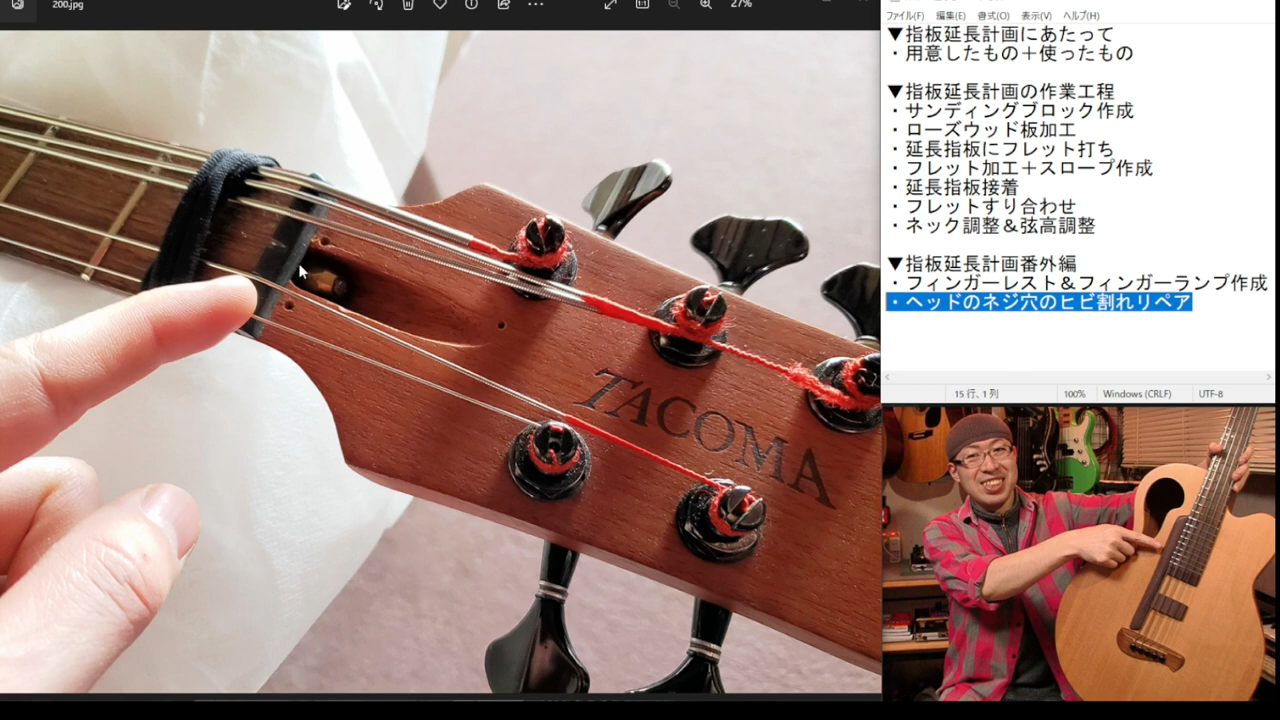 200.jpg
27%
TACOMA
ファイル(F) 編集(E) 書式(O) 表示(V) ヘルプ(H)
▼指板延長計画にあたって
・用意したもの＋使ったもの
▼指板延長計画の作業工程
・サンディングブロック作成
・ローズウッド板加工
・延長指板にフレット打ち
・フレット加工＋スロープ作成
・延長指板接着
・フレットすり合わせ
・ネック調整＆弦高調整
▼指板延長計画番外編
・フィンガーレスト＆フィンガーランプ作成
・ヘッドのネジ穴のヒビ割れリペア
15 行、1 列 100% Windows (CRLF) UTF-8